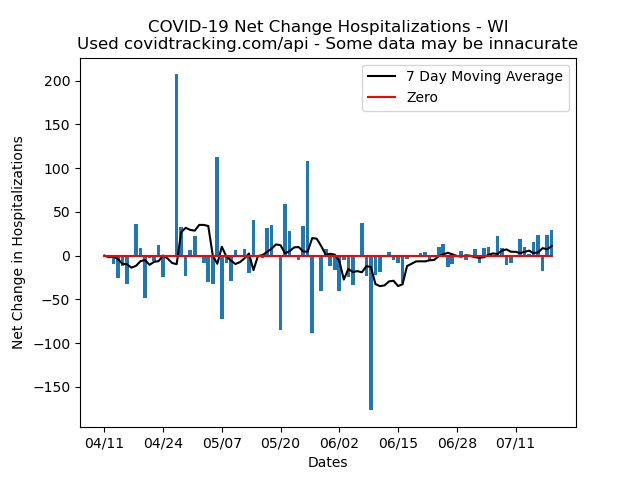 COVID-19 Net Change Hospitalizations - WI
Used covidtracking.com/api - Some data may be innacurate
7 Day Moving Average
Zero
Net Change in Hospitalizations
200
150
100
50
0
−50
−100
−150
04/11 04/24 05/07 05/20 06/02 06/15 06/28 07/11
Dates